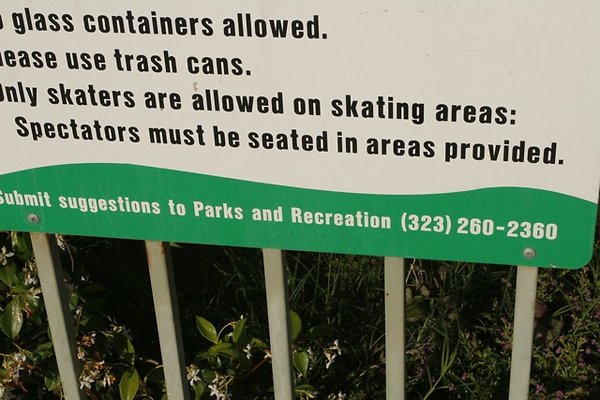 o glass containers allowed.
lease use trash cans.
Only skaters are allowed on skating areas:
Spectators must be seated in areas provided.
Submit suggestions to Parks and Recreation (323) 260-2360